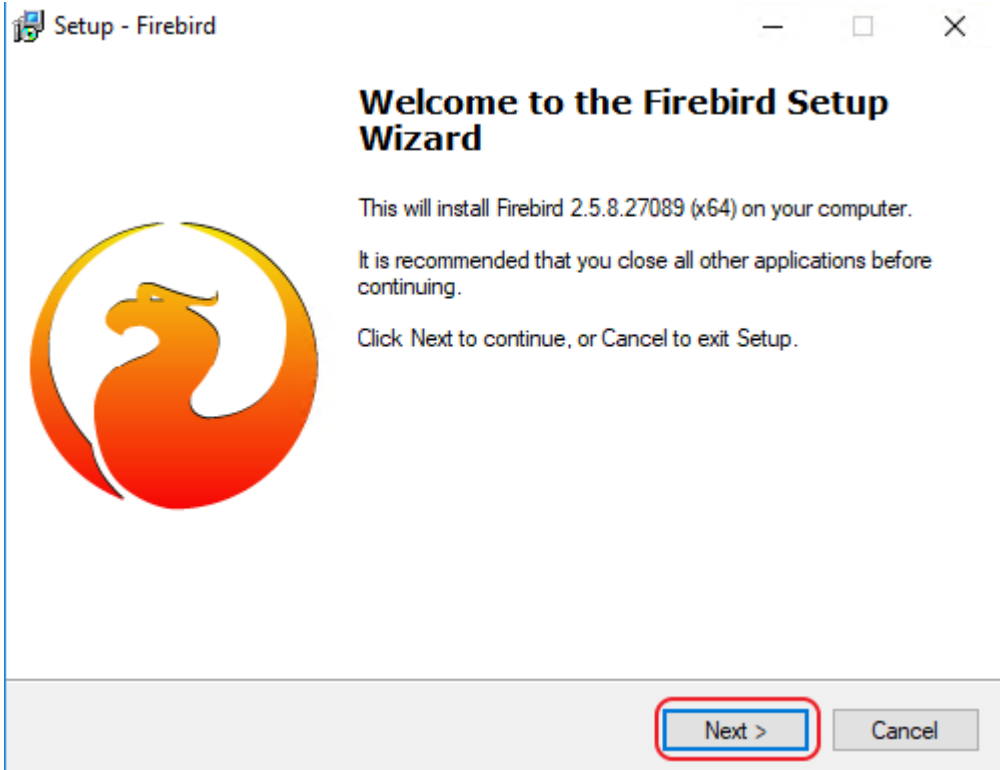 Setup - Firebird
Welcome to the Firebird Setup
Wizard
This will install Firebird 2.5.8.27089 (x64) on your computer.
It is recommended that you close all other applications before
continuing.
Click Next to continue, or Cancel to exit Setup.
Next >
Cancel